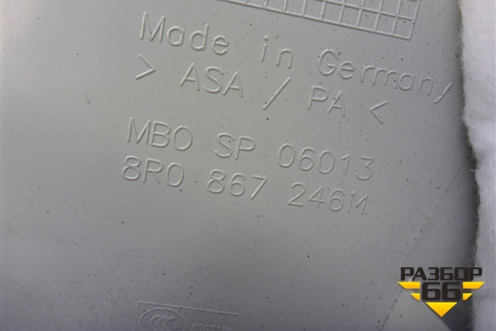 Made in Germany
> ASA / PA <
MBO SP 06013
8R0 867 246M
РАЗБОР
66